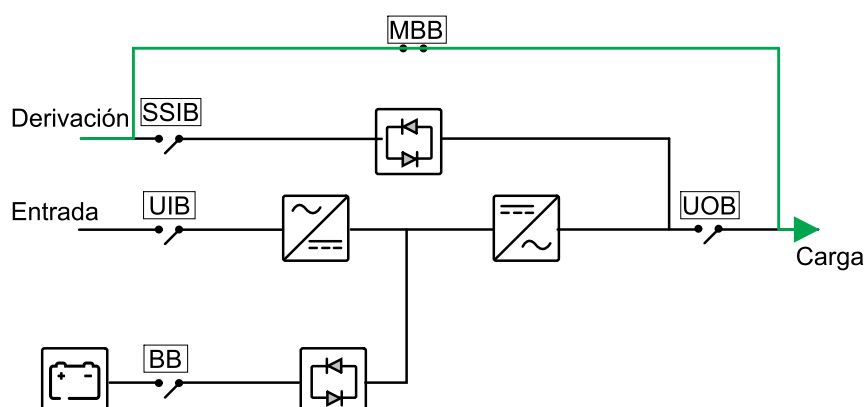 MBB
Derivación
SSIB
Entrada
UIB
UOB
Carga
BB